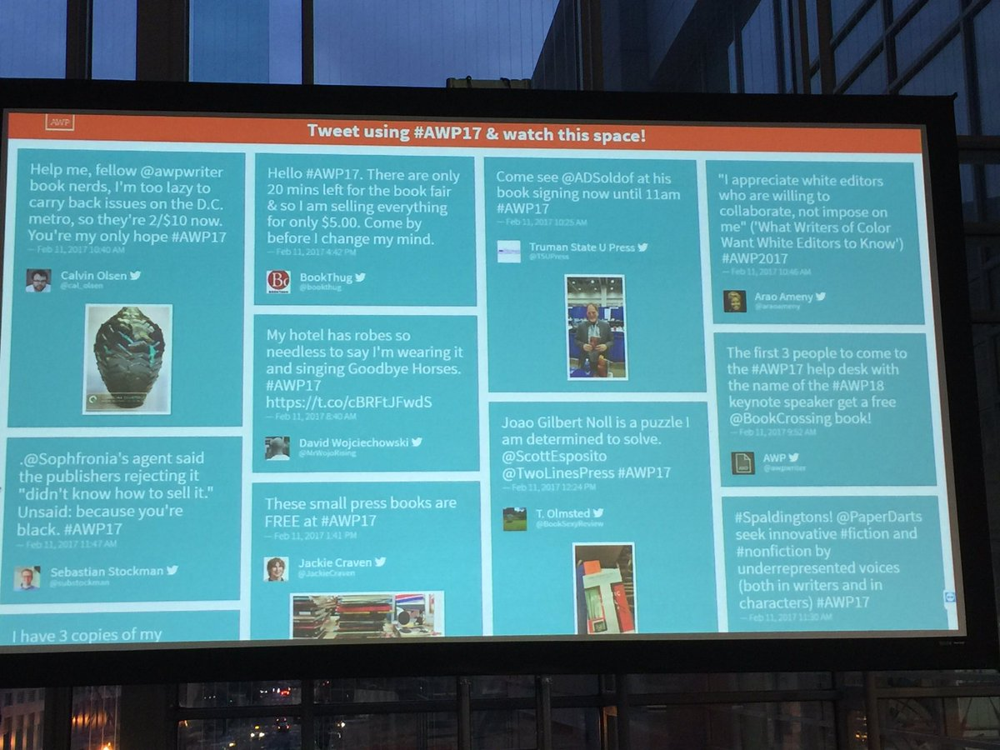 AWP
Tweet using #AWP17 & watch this space!
Help me, fellow @awpwriter
book nerds, I'm too lazy to
carry back issues on the D.C.
metro, so they're 2/$10 now.
You're my only hope #AWP17
— Feb 11, 2017 10:40 AM
Calvin Olsen
@cal_olsen
.@Sophfronia's agent said
the publishers rejecting it
"didn't know how to sell it."
Unsaid: because you're
black. #AWP17
— Feb 11, 2017 11:47 AM
Sebastian Stockman
@substockman
I have 3 copies of my
Hello #AWP17. There are only
20 mins left for the book fair
& so I am selling everything
for only $5.00. Come by
before I change my mind.
— Feb 11, 2017 4:42 PM
BookThug
@bookthug
My hotel has robes so
needless to say I'm wearing it
and singing Goodbye Horses.
#AWP17
https://t.co/cBRFtJFwdS
— Feb 11, 2017 8:40 AM
David Wojciechowski
@MrWojoRising
These small press books are
FREE at #AWP17
— Feb 11, 2017 1:41 PM
Jackie Craven
@JackieCraven
Come see @ADSoldof at his
book signing now until 11am
#AWP17
— Feb 11, 2017 10:25 AM
Truman State U Press
@TSUPress
Joao Gilbert Noll is a puzzle I
am determined to solve.
@ScottEsposito
@TwoLinesPress #AWP17
— Feb 11, 2017 12:24 PM
T. Olmsted
@BookSexyReview
"I appreciate white editors
who are willing to
collaborate, not impose on
me" ('What Writers of Color
Want White Editors to Know')
#AWP2017
— Feb 11, 2017 10:46 AM
Arao Ameny
@araoameny
The first 3 people to come to
the #AWP17 help desk with
the name of the #AWP18
keynote speaker get a free
@BookCrossing book!
— Feb 11, 2017 9:52 AM
AWP
@awpwriter
#Spaldingtons! @PaperDarts
seek innovative #fiction and
#nonfiction by
underrepresented voices
(both in writers and in
characters) #AWP17
— Feb 11, 2017 11:30 AM